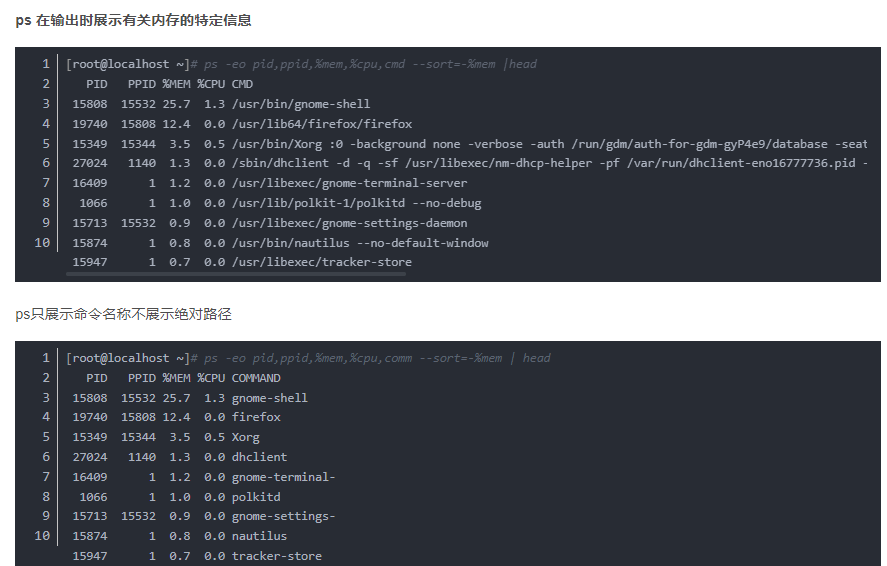 ps 在输出时展示有关内存的特定信息
1 [root@localhost ~]# ps -eo pid,ppid,%mem,%cpu,cmd --sort=-%mem |head
2 PID PPID %MEM %CPU CMD
3 15808 15532 25.7 1.3 /usr/bin/gnome-shell
4 19740 15808 12.4 0.0 /usr/lib64/firefox/firefox
5 15349 15344 3.5 0.5 /usr/bin/Xorg :0 -background none -verbose -auth /run/gdm/auth-for-gdm-gyP4e9/database -seat
6 27024 1140 1.3 0.0 /sbin/dhclient -d -q -sf /usr/libexec/nm-dhcp-helper -pf /var/run/dhclient-eno16777736.pid -
7 16409 1 1.2 0.0 /usr/libexec/gnome-terminal-server
8 1066 1 1.0 0.0 /usr/lib/polkit-1/polkitd --no-debug
9 15713 15532 0.9 0.0 /usr/libexec/gnome-settings-daemon
10 15874 1 0.8 0.0 /usr/bin/nautilus --no-default-window
15947 1 0.7 0.0 /usr/libexec/tracker-store
ps只展示命令名称不展示绝对路径
1 [root@localhost ~]# ps -eo pid,ppid,%mem,%cpu,comm --sort=-%mem | head
2 PID PPID %MEM %CPU COMMAND
3 15808 15532 25.7 1.3 gnome-shell
4 19740 15808 12.4 0.0 firefox
5 15349 15344 3.5 0.5 Xorg
6 27024 1140 1.3 0.0 dhclient
7 16409 1 1.2 0.0 gnome-terminal-
8 1066 1 1.0 0.0 polkitd
9 15713 15532 0.9 0.0 gnome-settings-
10 15874 1 0.8 0.0 nautilus
15947 1 0.7 0.0 tracker-store